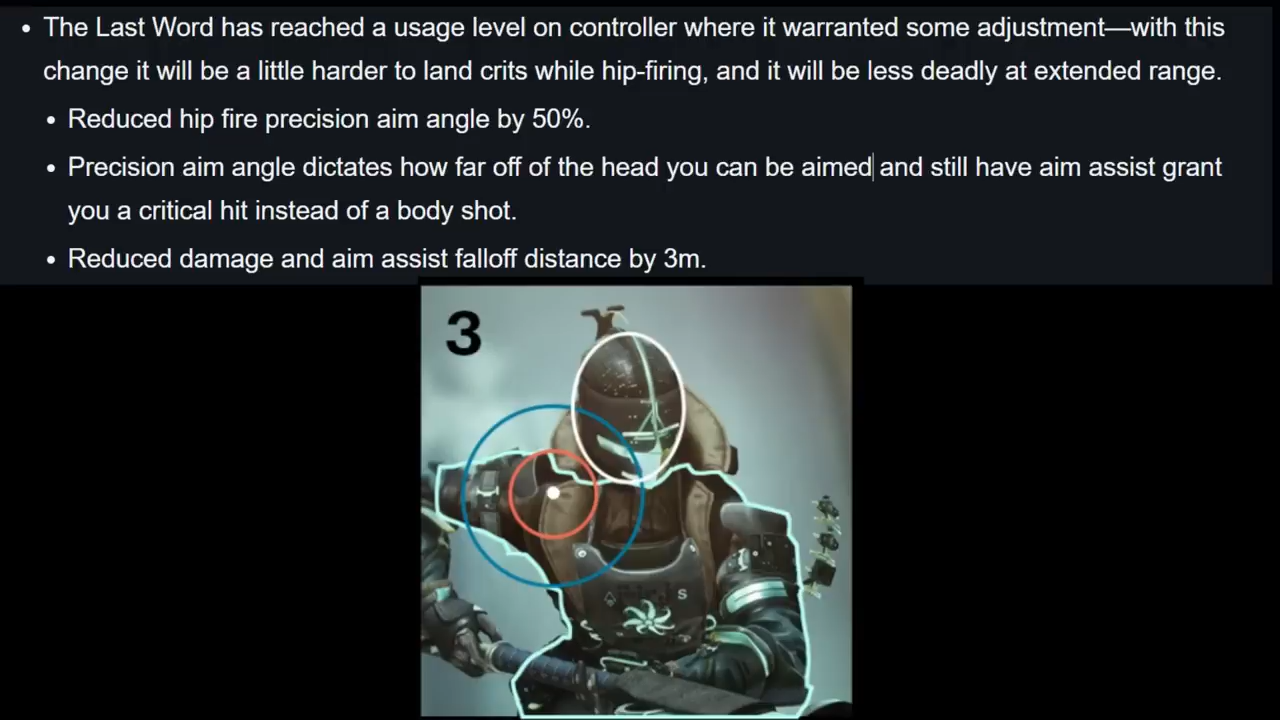 • The Last Word has reached a usage level on controller where it warranted some adjustment—with this
change it will be a little harder to land crits while hip-firing, and it will be less deadly at extended range.
• Reduced hip fire precision aim angle by 50%.
• Precision aim angle dictates how far off of the head you can be aimed and still have aim assist grant
you a critical hit instead of a body shot.
• Reduced damage and aim assist falloff distance by 3m.
3
S